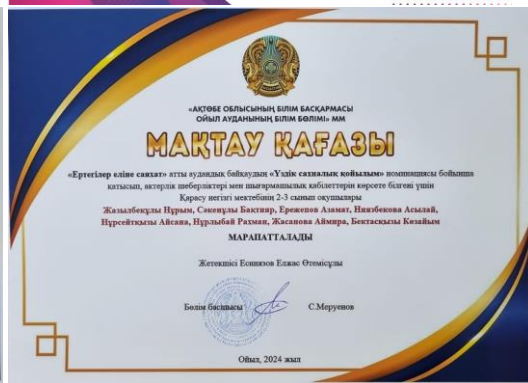 «АҚТӨБЕ ОБЛЫСЫНЫҢ БІЛІМ БАСҚАРМАСЫ
ОЙЫЛ АУДАНЫНЫҢ БІЛІМ БӨЛІМІ» ММ
МАҚТАУ ҚАҒАЗЫ
«Ертегілер еліне саяхат» атты аудандық байқаудың «Үздік сахналық қойылым» номинациясы бойынша
қатысып, актерлік шеберліктері мен шығармашылық қабілеттерін көрсете білгені үшін
Қарасу негізгі мектебінің 2-3 сынып оқушылары
Жазылбекұлы Нұрым, Сәкенұлы Бақтияр, Ережепов Азамат, Ниязбекова Асылай,
Нұрсейтқызы Айсана, Нұрлыбай Рахман, Жасанова Аймира, Бектасқызы Көзайым
МАРАПАТТАЛАДЫ
Жетекшісі Есниязов Елжас Өтемісұлы
Бөлім басшысы С.Меруенов
Ойыл, 2024 жыл